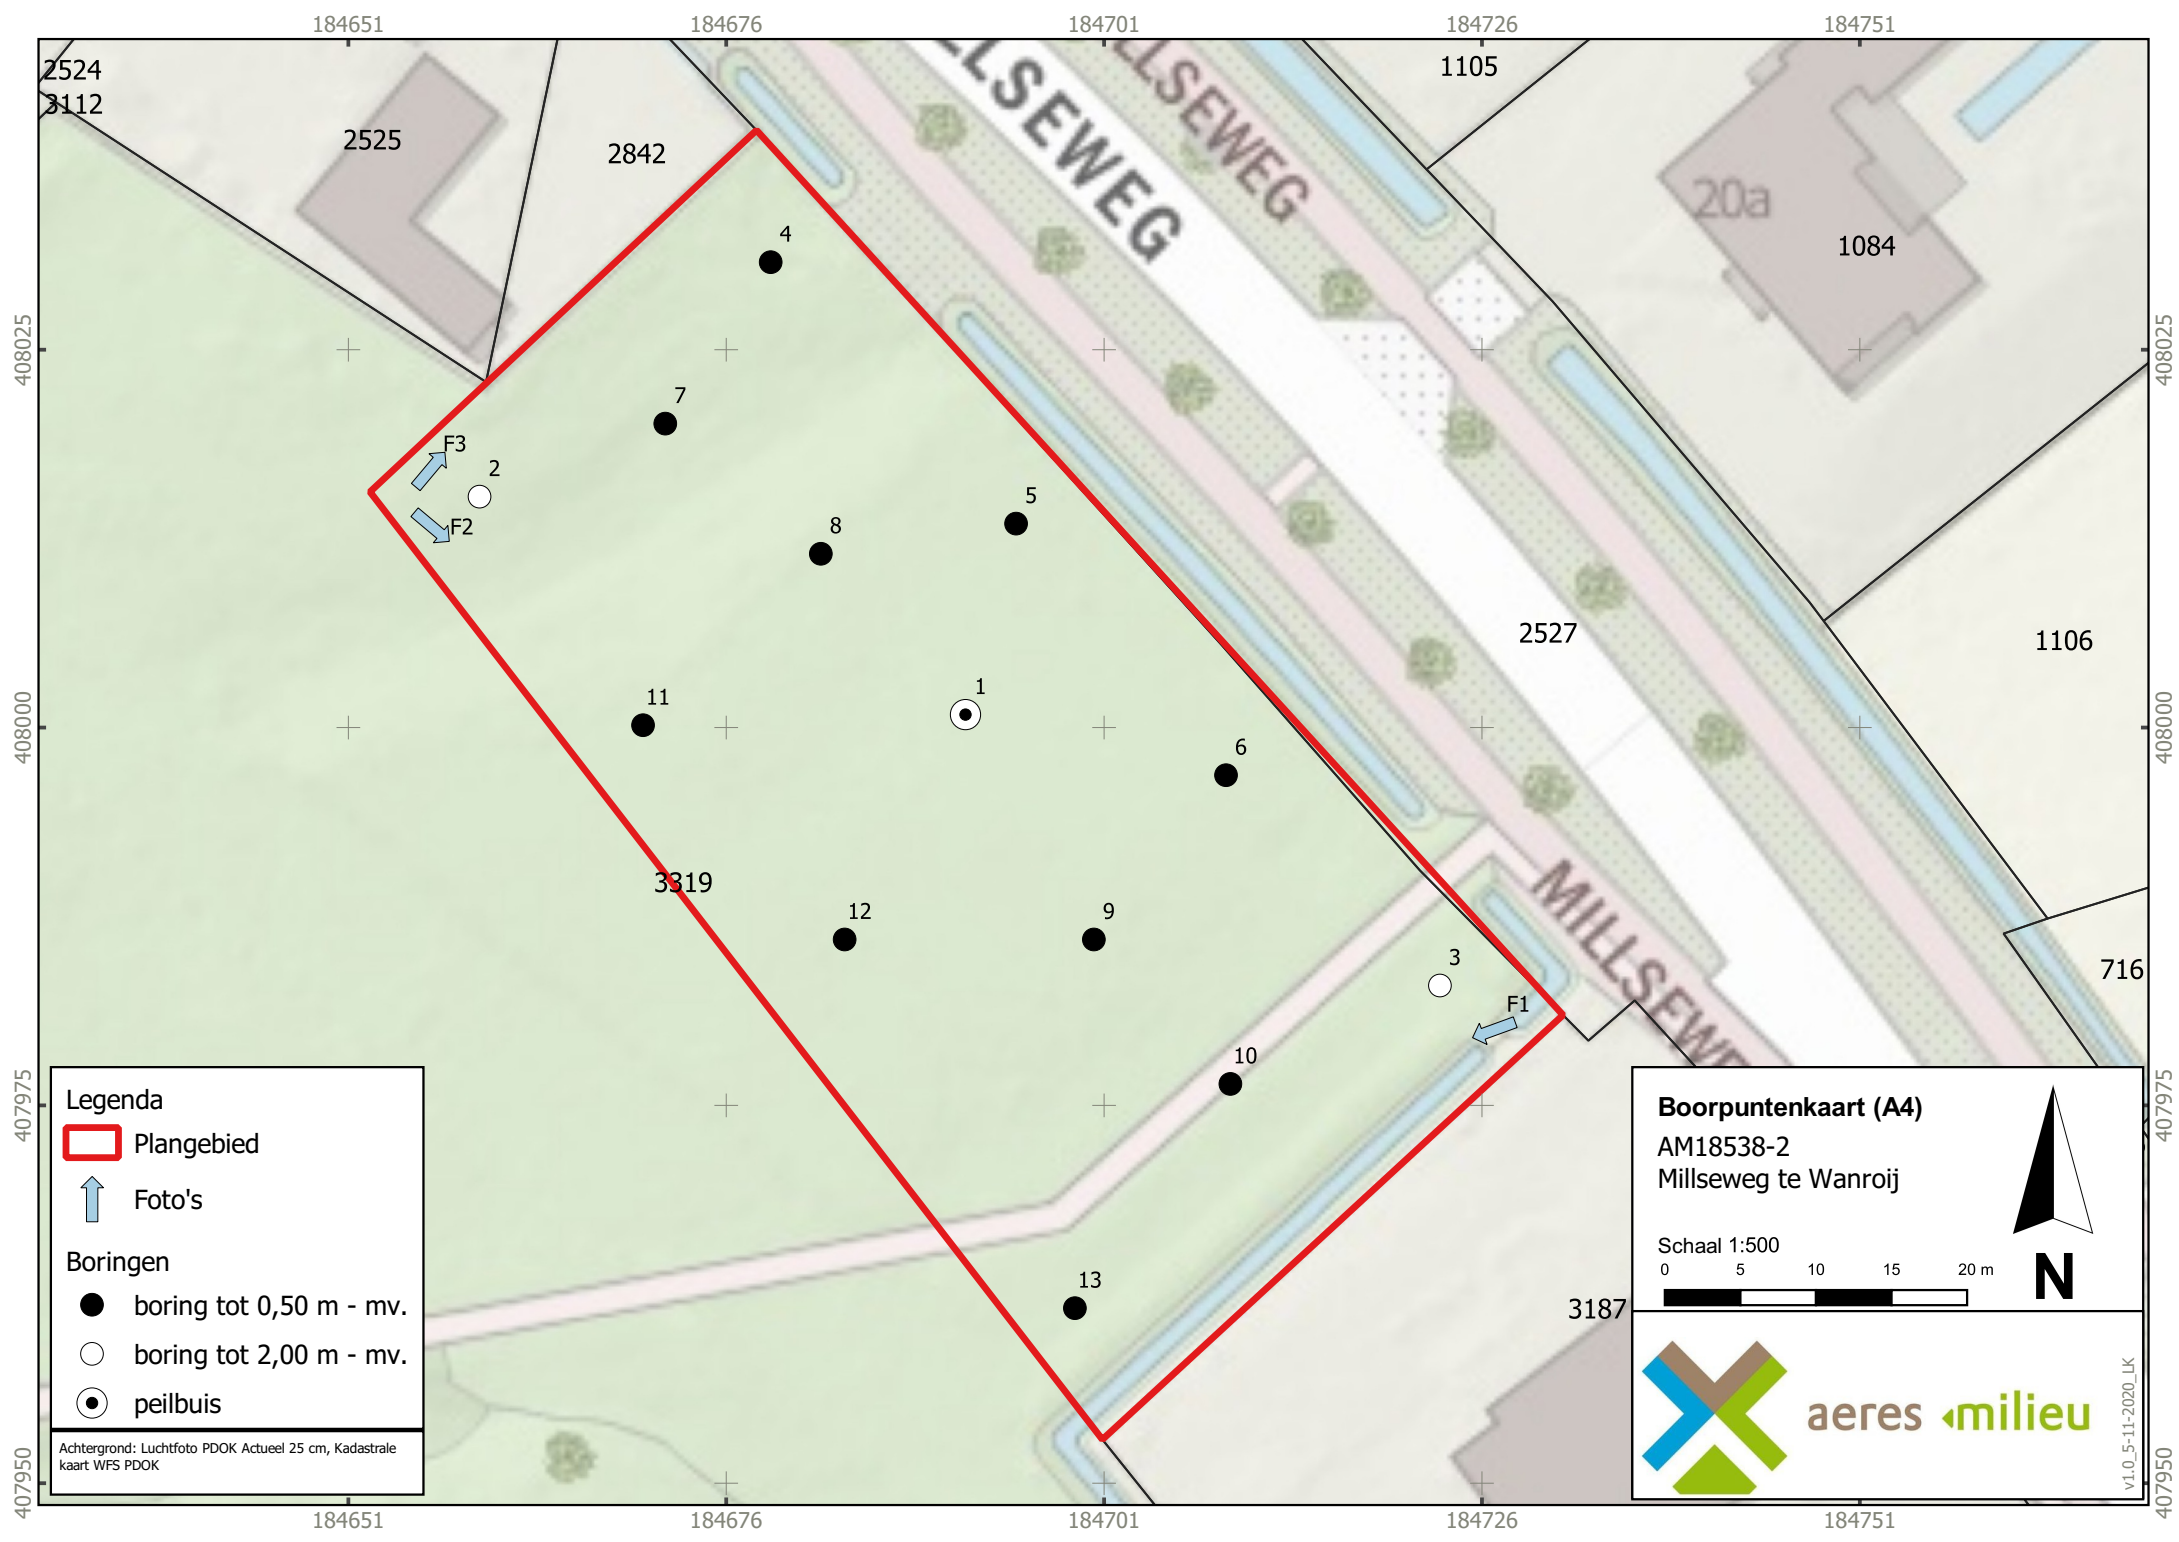 184651
184676
184701
184726
184751
2524
3112
2525
2842
1105
LLSEWEG
LLSEWEG
20a
1084
4
408025
408025
7
F3
2
F2
5
8
2527
1106
11
1
408000
408000
6
3319
12
9
3
MILLSEWE
716
F1
10
407975
407975
13
3187
407950
407950
Legenda
Plangebied
Foto's
Boringen
boring tot 0,50 m - mv.
boring tot 2,00 m - mv.
peilbuis
Achtergrond: Luchtfoto PDOK Actueel 25 cm, Kadastrale
kaart WFS PDOK
Boorpuntenkaart (A4)
AM18538-2
Millseweg te Wanroij
Schaal 1:500
0 5 10 15 20 m
N
aeres milieu
v1.0_5-11-2020_LK
184651
184676
184701
184726
184751